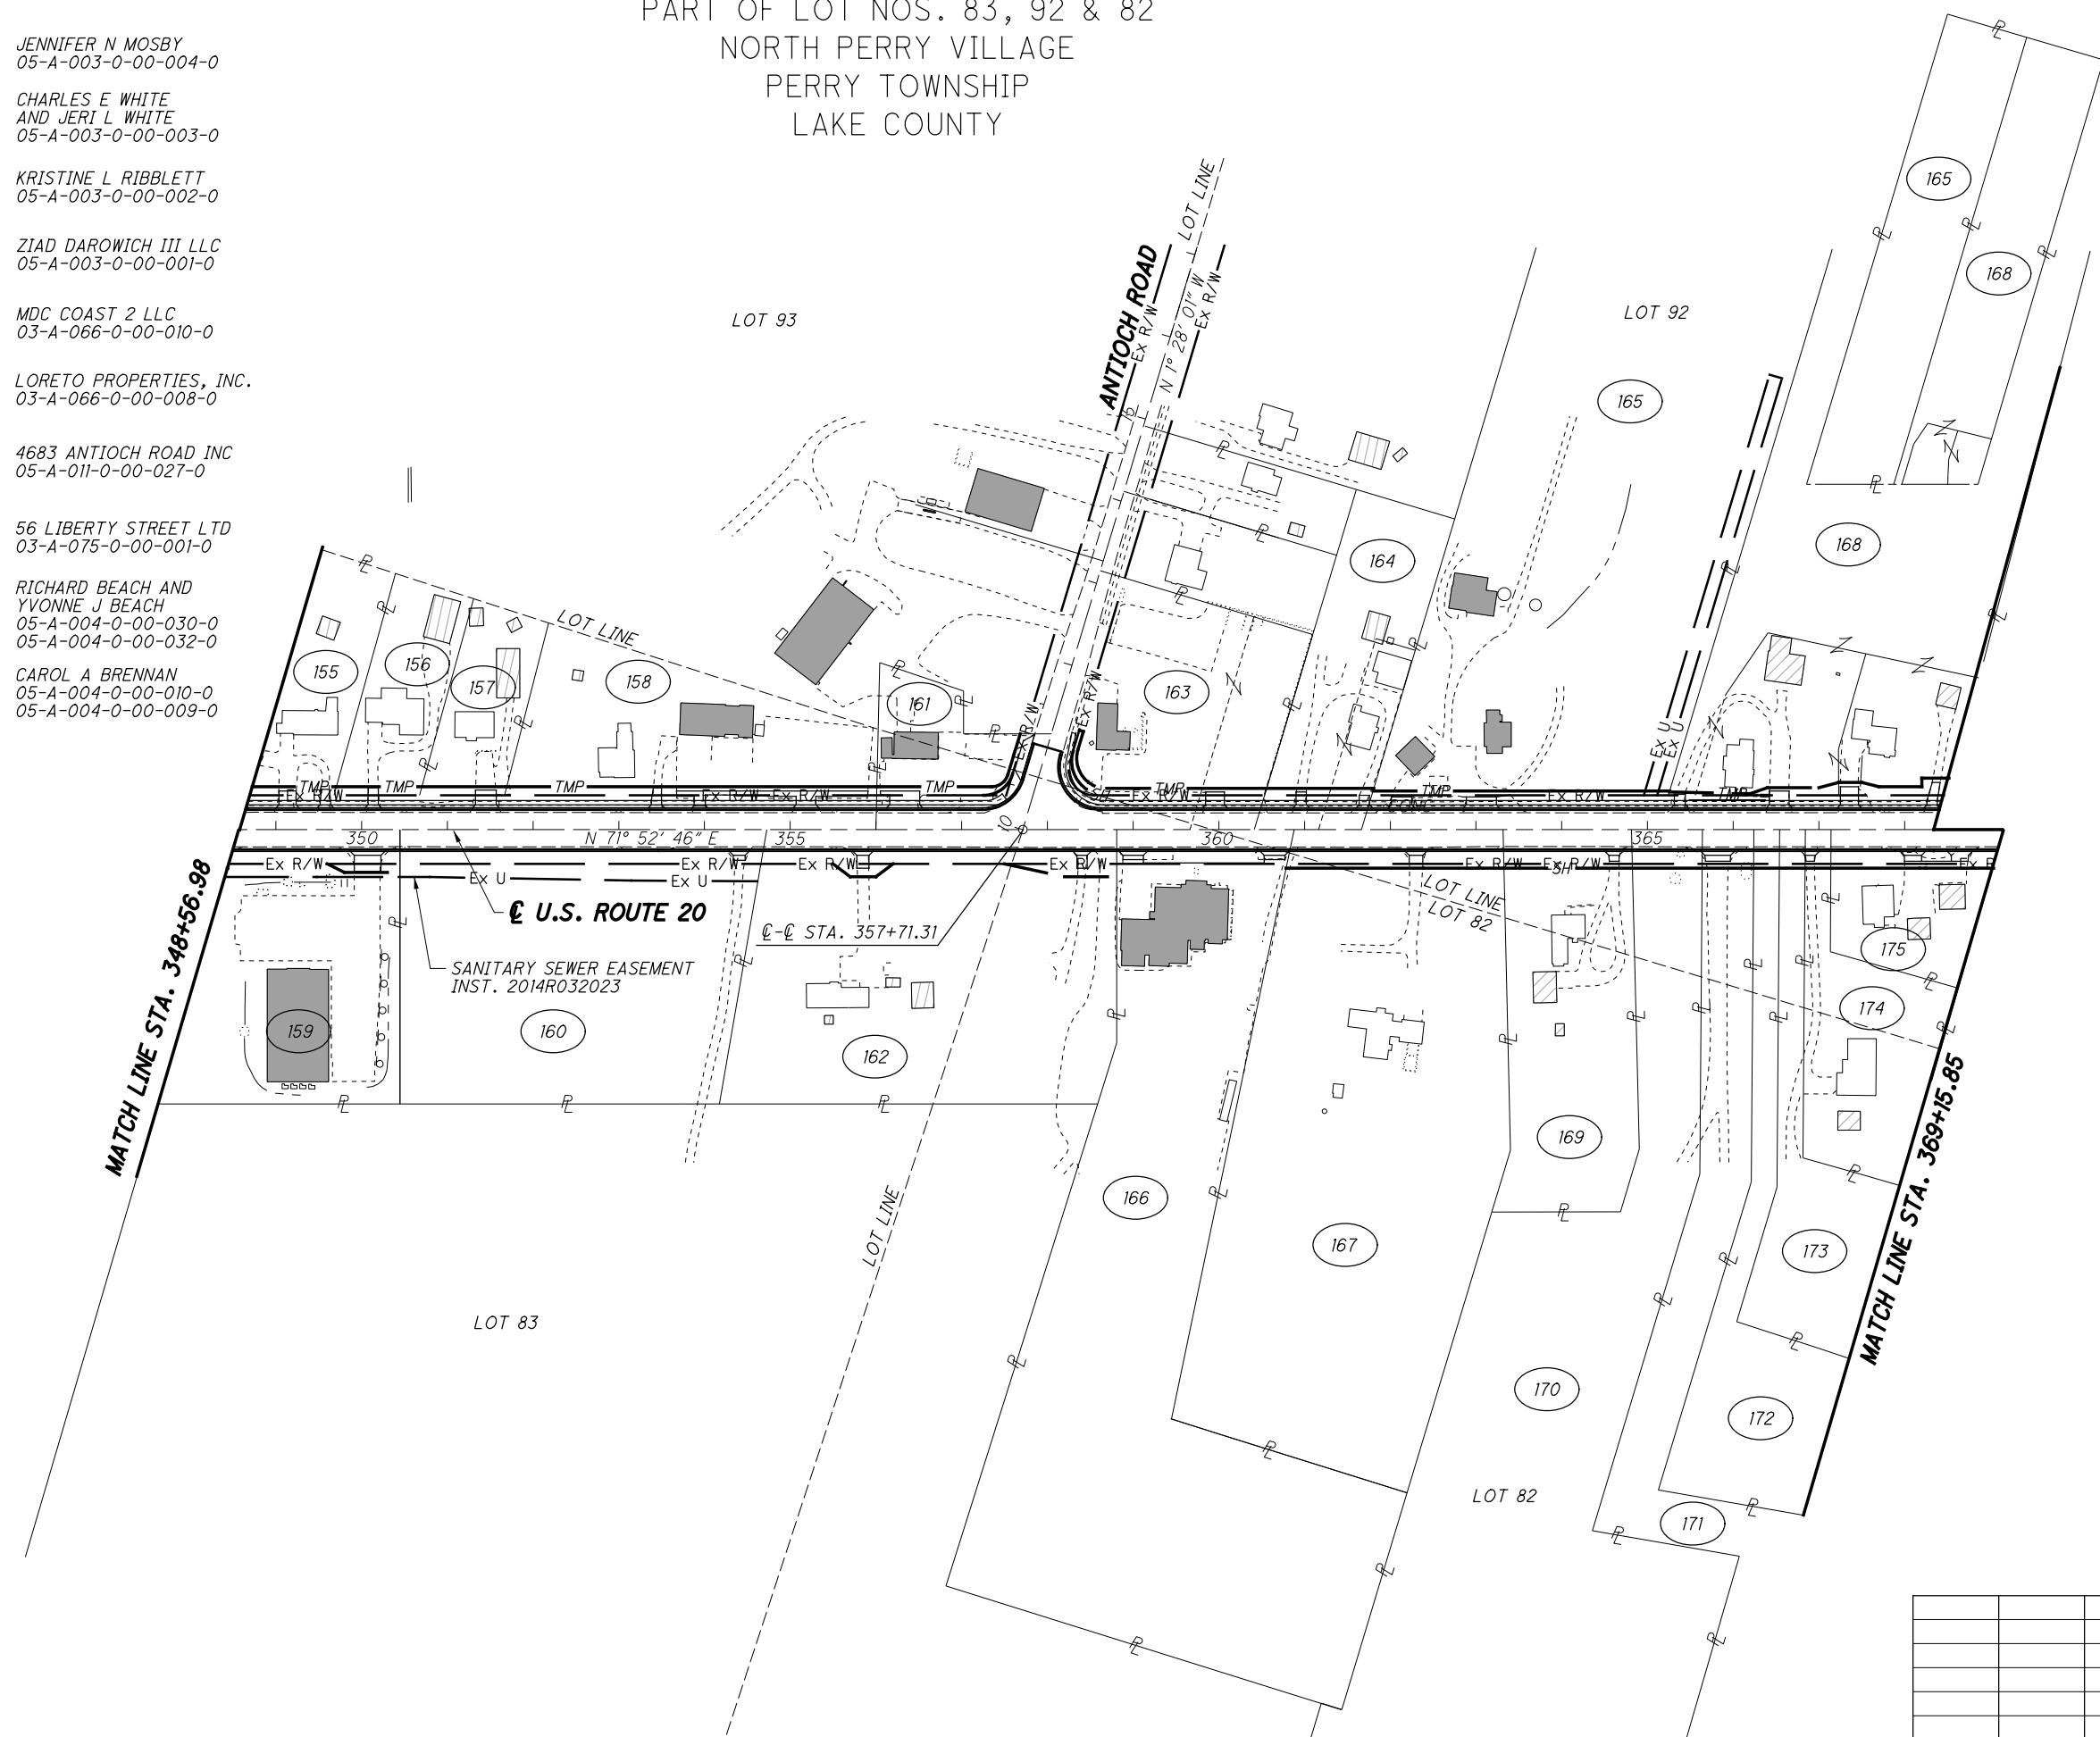 PART OF LOT NOS. 83, 92 & 82
NORTH PERRY VILLAGE
PERRY TOWNSHIP
LAKE COUNTY
JENNIFER N MOSBY
05-A-003-0-00-004-0
CHARLES E WHITE
AND JERI L WHITE
05-A-003-0-00-003-0
KRISTINE L RIBBLETT
05-A-003-0-00-002-0
ZIAD DAROWICH III LLC
05-A-003-0-00-001-0
MDC COAST 2 LLC
03-A-066-0-00-010-0
LORETO PROPERTIES, INC.
03-A-066-0-00-008-0
4683 ANTIOCH ROAD INC
05-A-011-0-00-027-0
56 LIBERTY STREET LTD
03-A-075-0-00-001-0
RICHARD BEACH AND
YVONNE J BEACH
05-A-004-0-00-030-0
05-A-004-0-00-032-0
CAROL A BRENNAN
05-A-004-0-00-010-0
05-A-004-0-00-009-0
LOT 93
LOT 92
ANTIOCH ROAD
Ex R/W
LOT LINE
N 1° 28' 01" W
Ex R/W
15
165
168
165
168
164
163
LOT LINE
155
156
157
158
161
Ex R/W
Ex R/W
Ex U
Ex U
TMP
TMP
TMP
TMP
TMP
TMP
TMP
Ex R/W
Ex R/W
Ex R/W
SH
Ex R/W
CONC
Ex R/W
350
N 71° 52' 46" E
355
10
360
365
Ex R/W
Ex R/W
Ex R/W
Ex R/W
Ex R/W
Ex R/W
SH
Ex R
Ex U
Ex U
℄ U.S. ROUTE 20
℄-℄ STA. 357+71.31
SANITARY SEWER EASEMENT
INST. 2014R032023
LOT LINE
LOT 82
MATCH LINE STA. 348+56.98
MATCH LINE STA. 369+15.85
159
160
162
175
174
169
166
167
173
170
172
171
LOT LINE
LOT 83
LOT 82